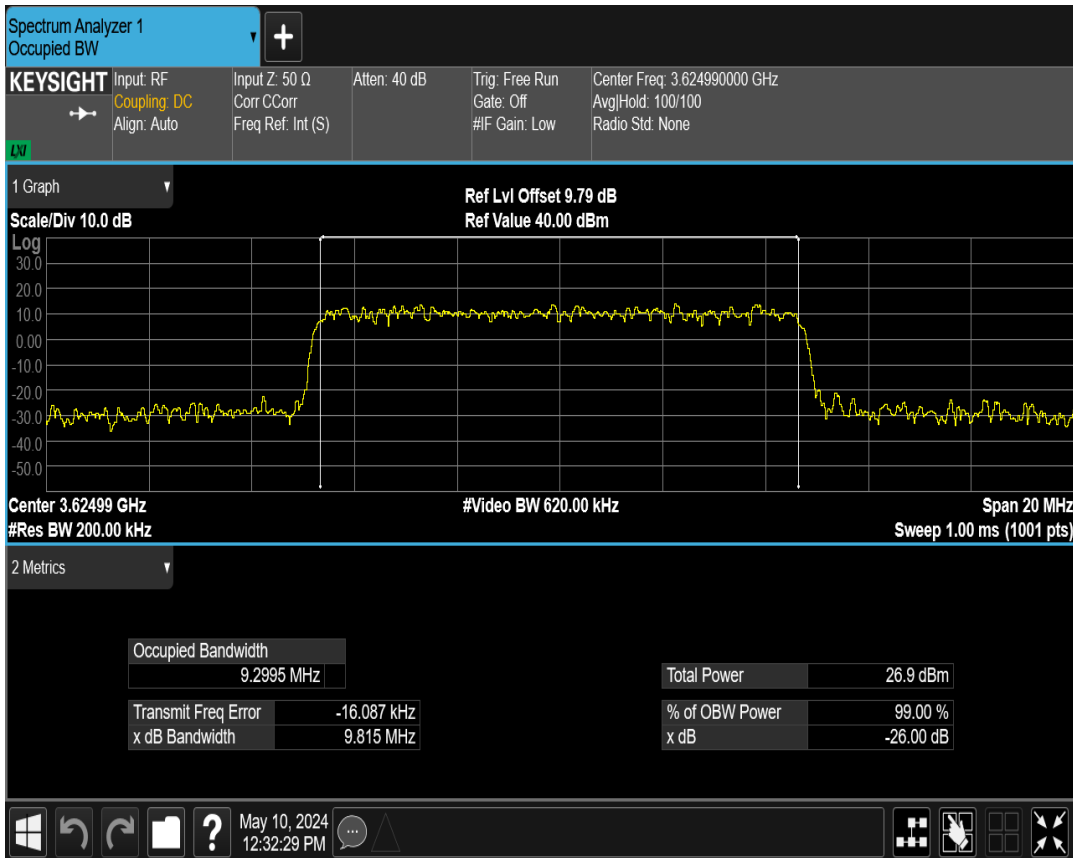 Spectrum Analyzer 1
Occupied BW
KEYSIGHT
LXI
Input: RF
Coupling: DC
Align: Auto
Input Z: 50 Ω
Corr CCorr
Freq Ref: Int (S)
Atten: 40 dB
Trig: Free Run
Gate: Off
#IF Gain: Low
Center Freq: 3.624990000 GHz
Avg|Hold: 100/100
Radio Std: None
1 Graph
Scale/Div 10.0 dB
Ref Lvl Offset 9.79 dB
Ref Value 40.00 dBm
Log
30.0
20.0
10.0
0.00
-10.0
-20.0
-30.0
-40.0
-50.0
Center 3.62499 GHz
#Res BW 200.00 kHz
#Video BW 620.00 kHz
Span 20 MHz
Sweep 1.00 ms (1001 pts)
2 Metrics
Occupied Bandwidth
9.2995 MHz
Total Power 26.9 dBm
Transmit Freq Error -16.087 kHz
% of OBW Power 99.00 %
x dB Bandwidth 9.815 MHz
x dB -26.00 dB
?
May 10, 2024
12:32:29 PM